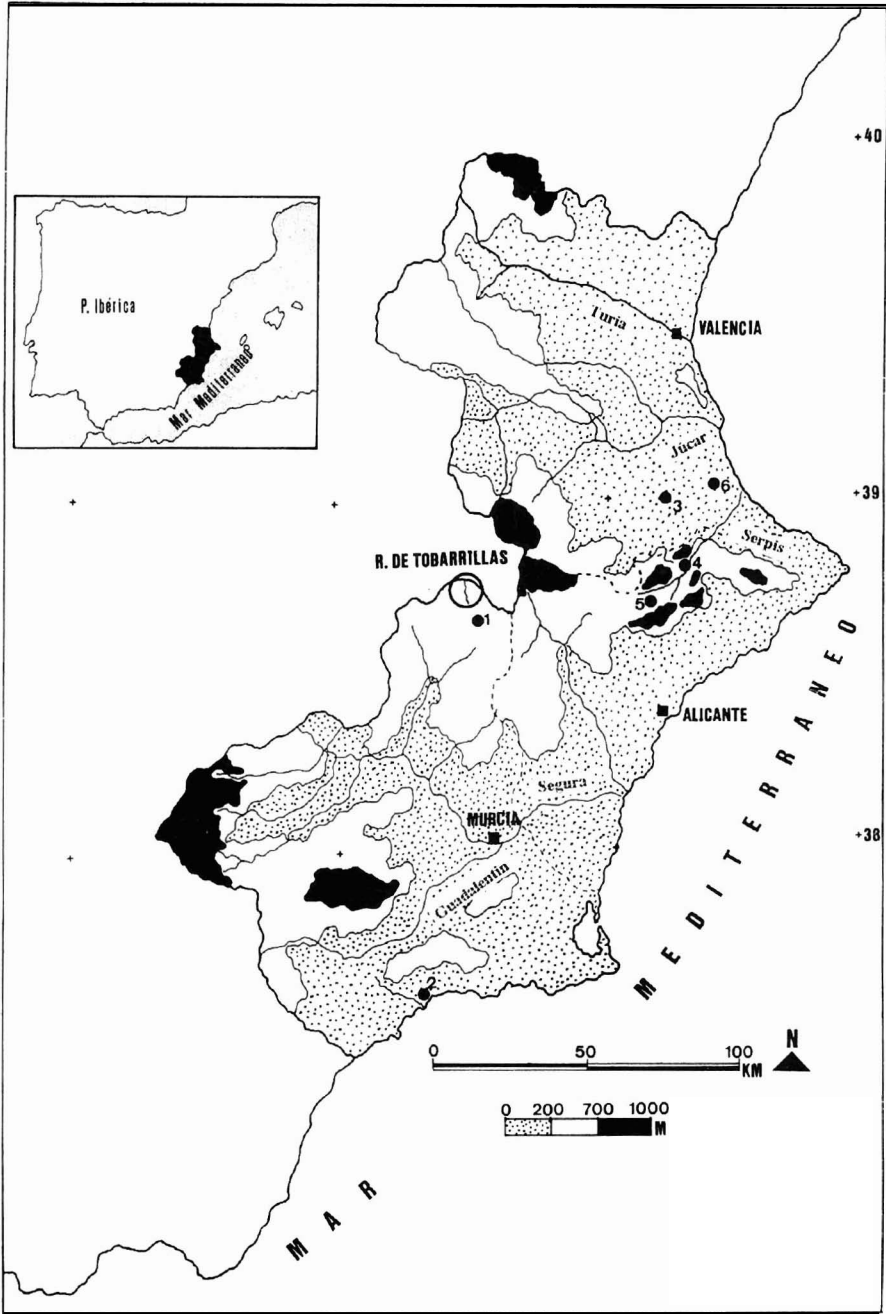 +40
P. Ibérica
Mar Mediterraneo
Turia
VALENCIA
Júcar
6
3
+39
Serpis
R. DE TOBARRILLAS
4
5
1
ALICANTE
Segura
MURCIA
+38
Guadalentin
2
MAR MEDITERRANEO
0 50 100
KM
N
0 200 700 1000
M